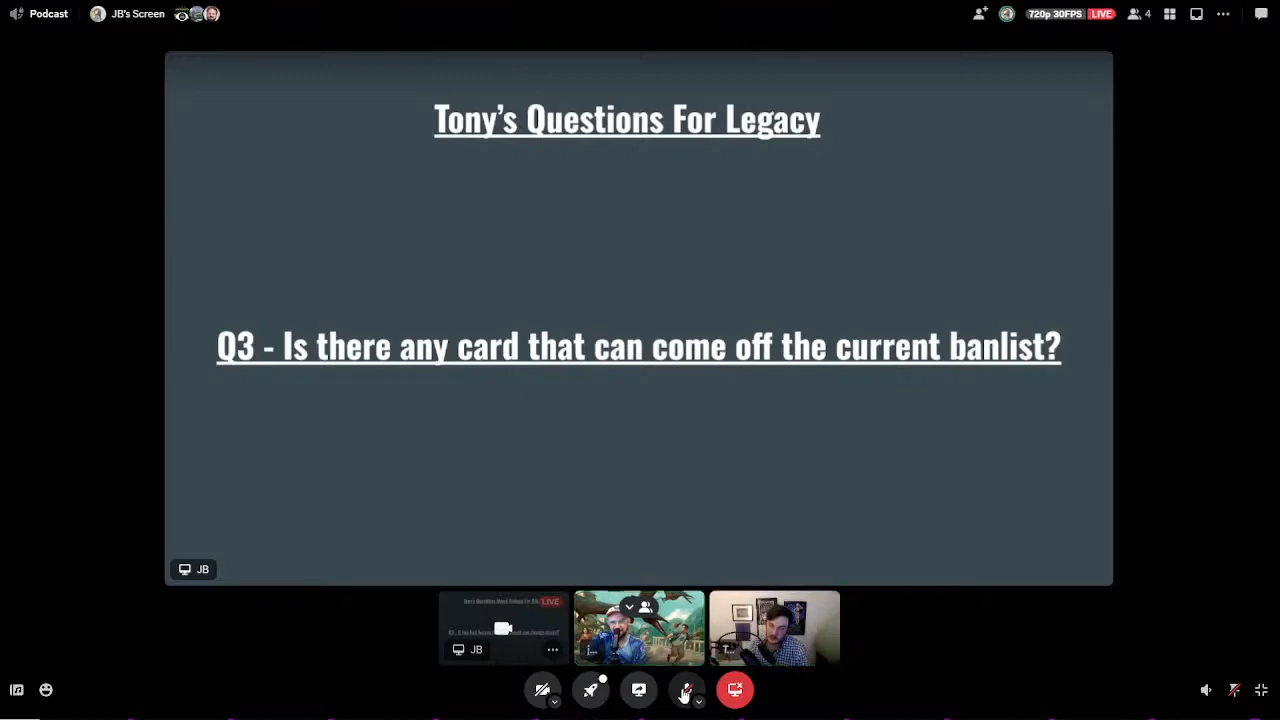 Podcast
JB's Screen
720p 30FPS LIVE
4
Tony's Questions For Legacy
Q3 - Is there any card that can come off the current banlist?
JB
LIVE
JB
j...
T...